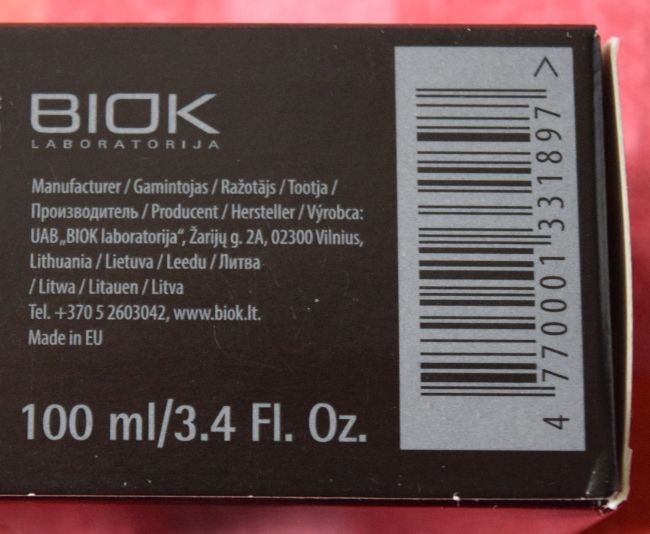 BIOK
LABORATORIJA
Manufacturer / Gamintojas / Ražotājs / Tootja /
Производитель / Producent / Hersteller / Výrobca:
UAB „BIOK laboratorija“, Žarijų g. 2A, 02300 Vilnius,
Lithuania / Lietuva / Leedu / Литва
/ Litwa / Litauen / Litva
Tel. +370 5 2603042, www.biok.lt.
Made in EU
100 ml/3.4 Fl. Oz.
4 770001 331897 >